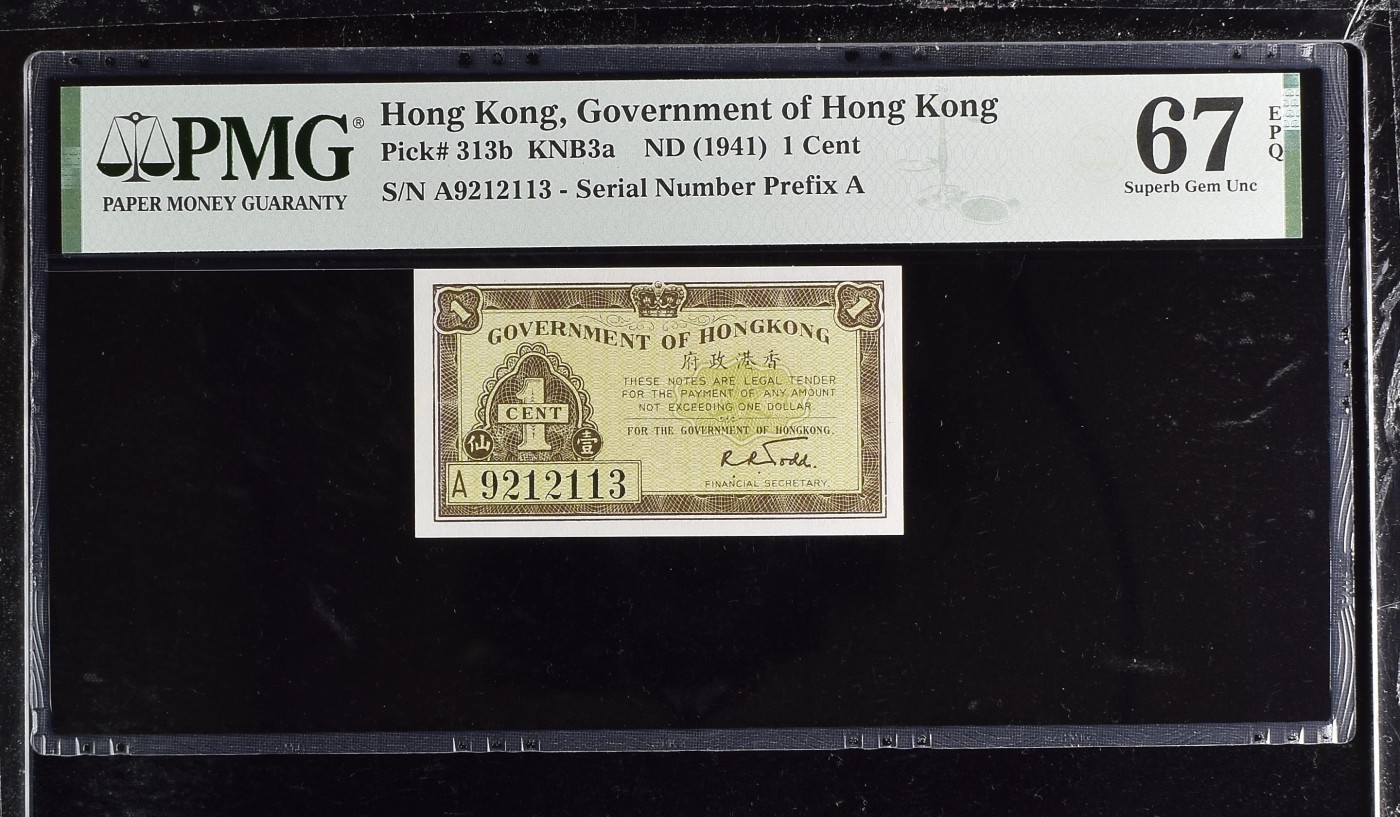 PMG®
PAPER MONEY GUARANTY
Hong Kong, Government of Hong Kong
Pick# 313b KNB3a ND (1941) 1 Cent
S/N A9212113 - Serial Number Prefix A
67
EPQ
Superb Gem Unc
1
1
GOVERNMENT OF HONGKONG
府政港香
THESE NOTES ARE LEGAL TENDER
FOR THE PAYMENT OF ANY AMOUNT
NOT EXCEEDING ONE DOLLAR
FOR THE GOVERNMENT OF HONGKONG.
1
CENT
仙 壹
R R Todd.
FINANCIAL SECRETARY.
A 9212113